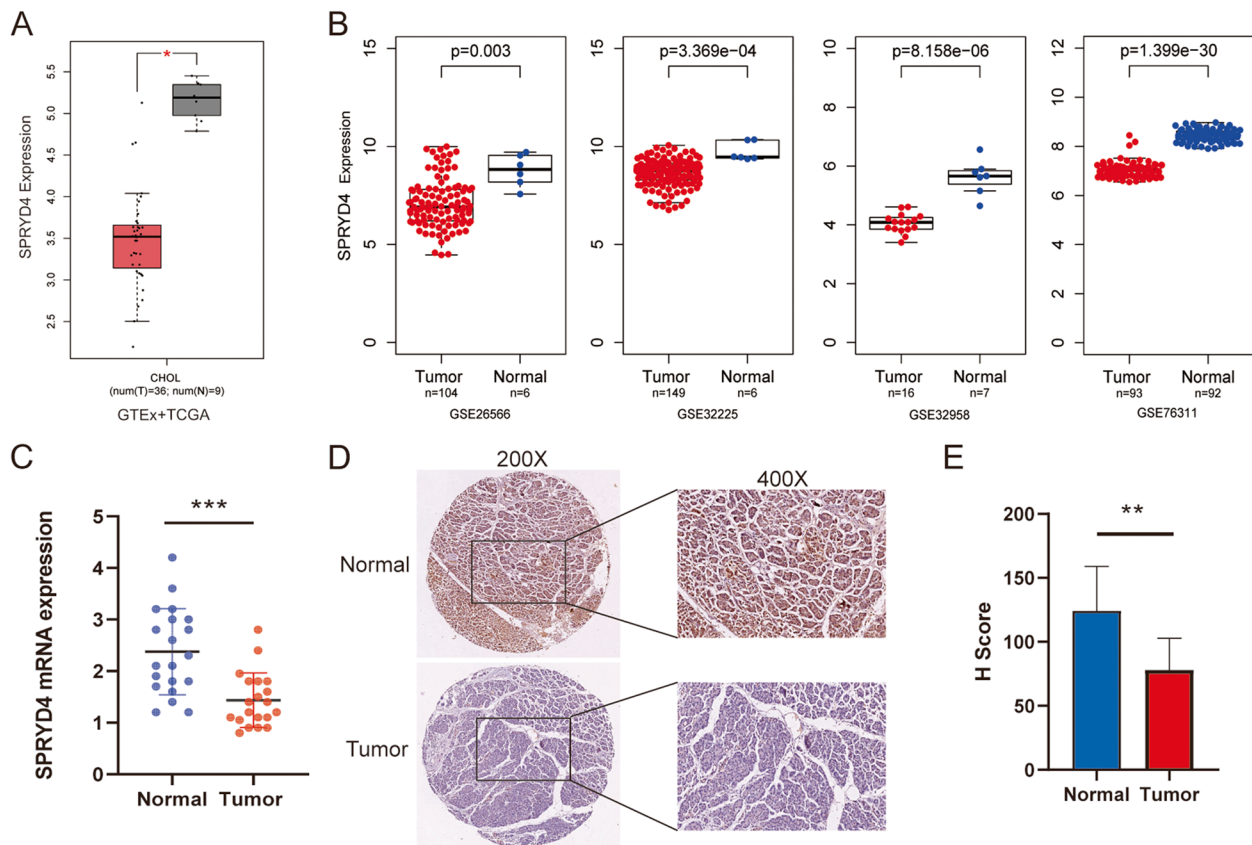 A
SPRYD4 Expression
5.5
5.0
4.5
4.0
3.5
3.0
2.5
*
CHOL
(num(T)=36; num(N)=9)
GTEx+TCGA
B
SPRYD4 Expression
15
10
5
0
p=0.003
Tumor Normal
n=104 n=6
GSE26566
15
10
5
0
p=3.369e−04
Tumor Normal
n=149 n=6
GSE32225
10
8
6
4
2
0
p=8.158e−06
Tumor Normal
n=16 n=7
GSE32958
12
10
8
6
4
2
0
p=1.399e−30
Tumor Normal
n=93 n=92
GSE76311
C
SPRYD4 mRNA expression
5
4
3
2
1
0
***
Normal Tumor
D
200X
400X
Normal
Tumor
E
H Score
200
150
100
50
0
**
Normal Tumor